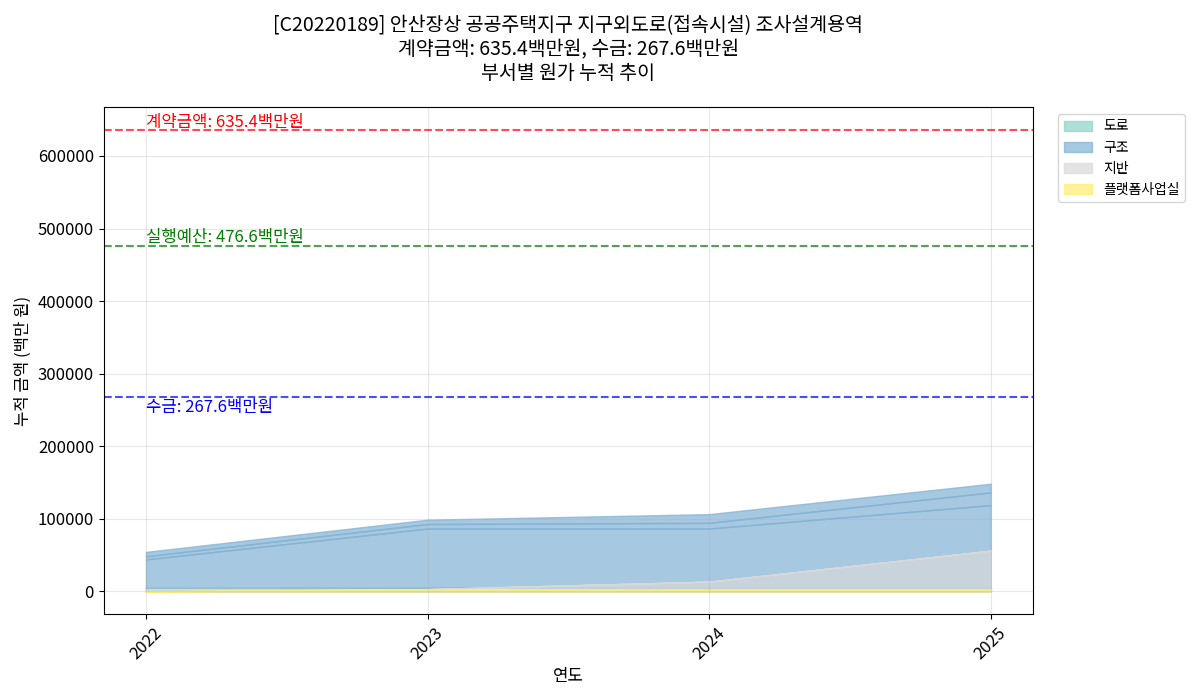 [C20220189] 안산장상 공공주택지구 지구외도로(접속시설) 조사설계용역
계약금액: 635.4백만원, 수금: 267.6백만원
부서별 원가 누적 추이
계약금액: 635.4백만원
실행예산: 476.6백만원
수금: 267.6백만원
도로
구조
지반
플랫폼사업실
누적 금액 (백만 원)
600000
500000
400000
300000
200000
100000
0
2022
2023
2024
2025
연도